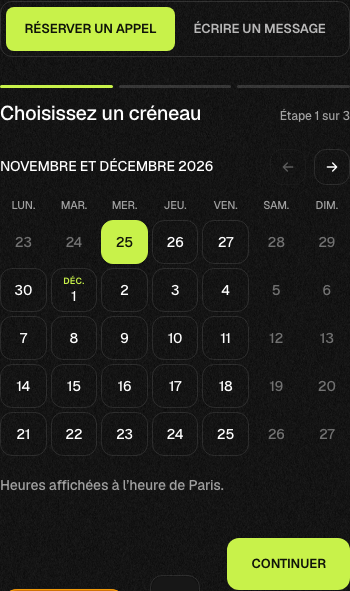 RÉSERVER UN APPEL ÉCRIRE UN MESSAGE
Choisissez un créneau Étape 1 sur 3
NOVEMBRE ET DÉCEMBRE 2026 ← →
LUN. MAR. MER. JEU. VEN. SAM. DIM.
23 24 25 26 27 28 29
30 DÉC. 1 2 3 4 5 6
7 8 9 10 11 12 13
14 15 16 17 18 19 20
21 22 23 24 25 26 27
Heures affichées à l'heure de Paris.
CONTINUER